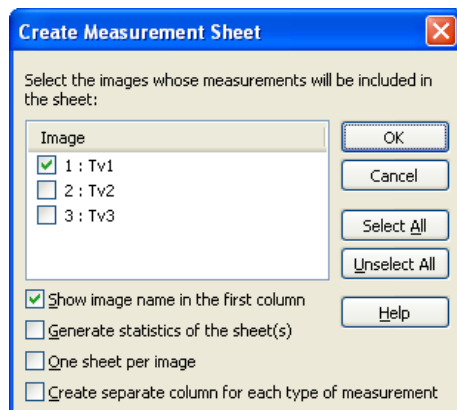 Create Measurement Sheet
Select the images whose measurements will be included in
the sheet:
Image
1 : Tv1
2 : Tv2
3 : Tv3
OK
Cancel
Select All
Unselect All
Help
Show image name in the first column
Generate statistics of the sheet(s)
One sheet per image
Create separate column for each type of measurement